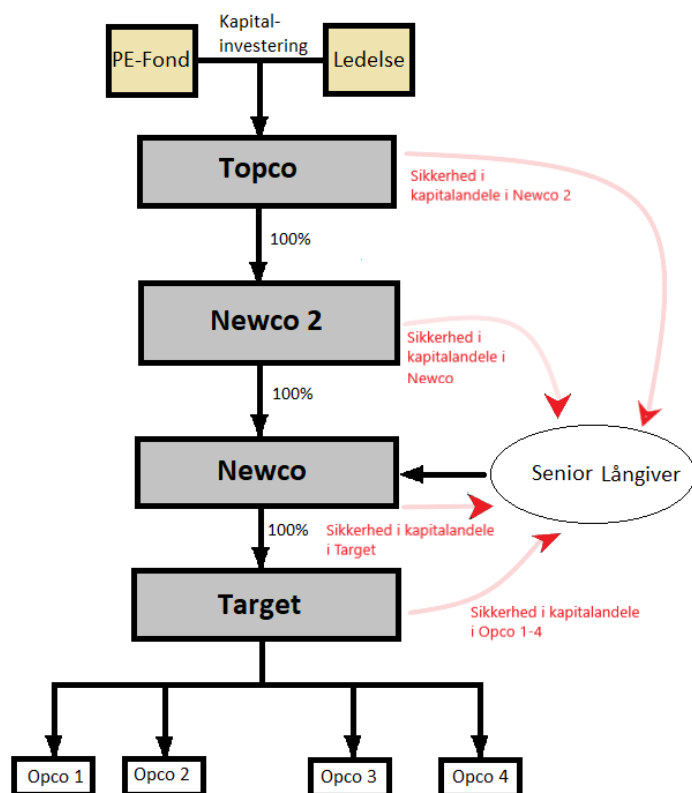 Kapital-
investering
PE-Fond
Ledelse
Topco
Sikkerhed i
kapitalandele i Newco 2
100%
Newco 2
Sikkerhed i
kapitalandele i
Newco
100%
Newco
Senior Långiver
100%
Sikkerhed i kapitalandele
i Target
Target
Sikkerhed i kapitalandele
i Opco 1-4
Opco 1
Opco 2
Opco 3
Opco 4